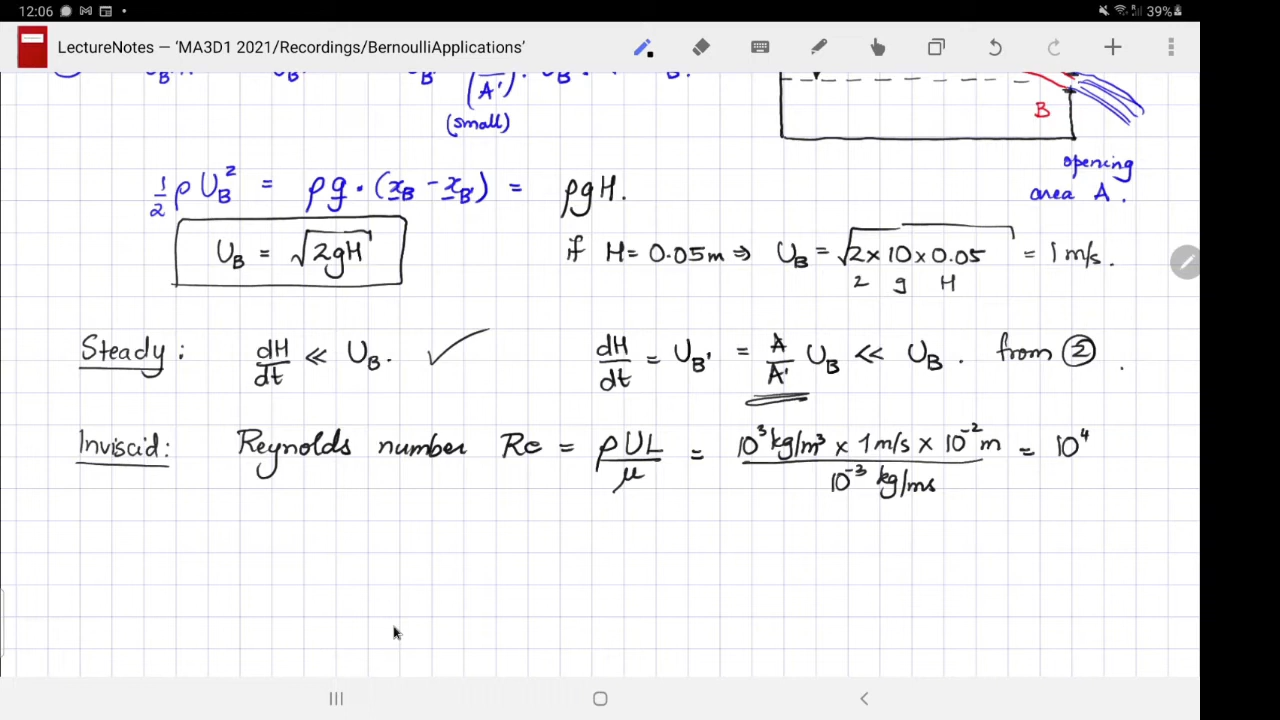 12:06 39%
LectureNotes — ‘MA3D1 2021/Recordings/BernoulliApplications’
(A') B
(small)
B
opening
area A.
½ρU_B² = ρg·(x_B − x_B') = ρgH.
U_B = √2gH
if H = 0.05m ⇒ U_B = √2×10×0.05 = 1 m/s.
2 g H
Steady: dH/dt ≪ U_B. ✓ dH/dt = U_B' = A/A' U_B ≪ U_B. from ②.
Inviscid: Reynolds number Re = ρUL/μ = 10³kg/m³ × 1m/s × 10⁻²m / 10⁻³ kg/ms = 10⁴